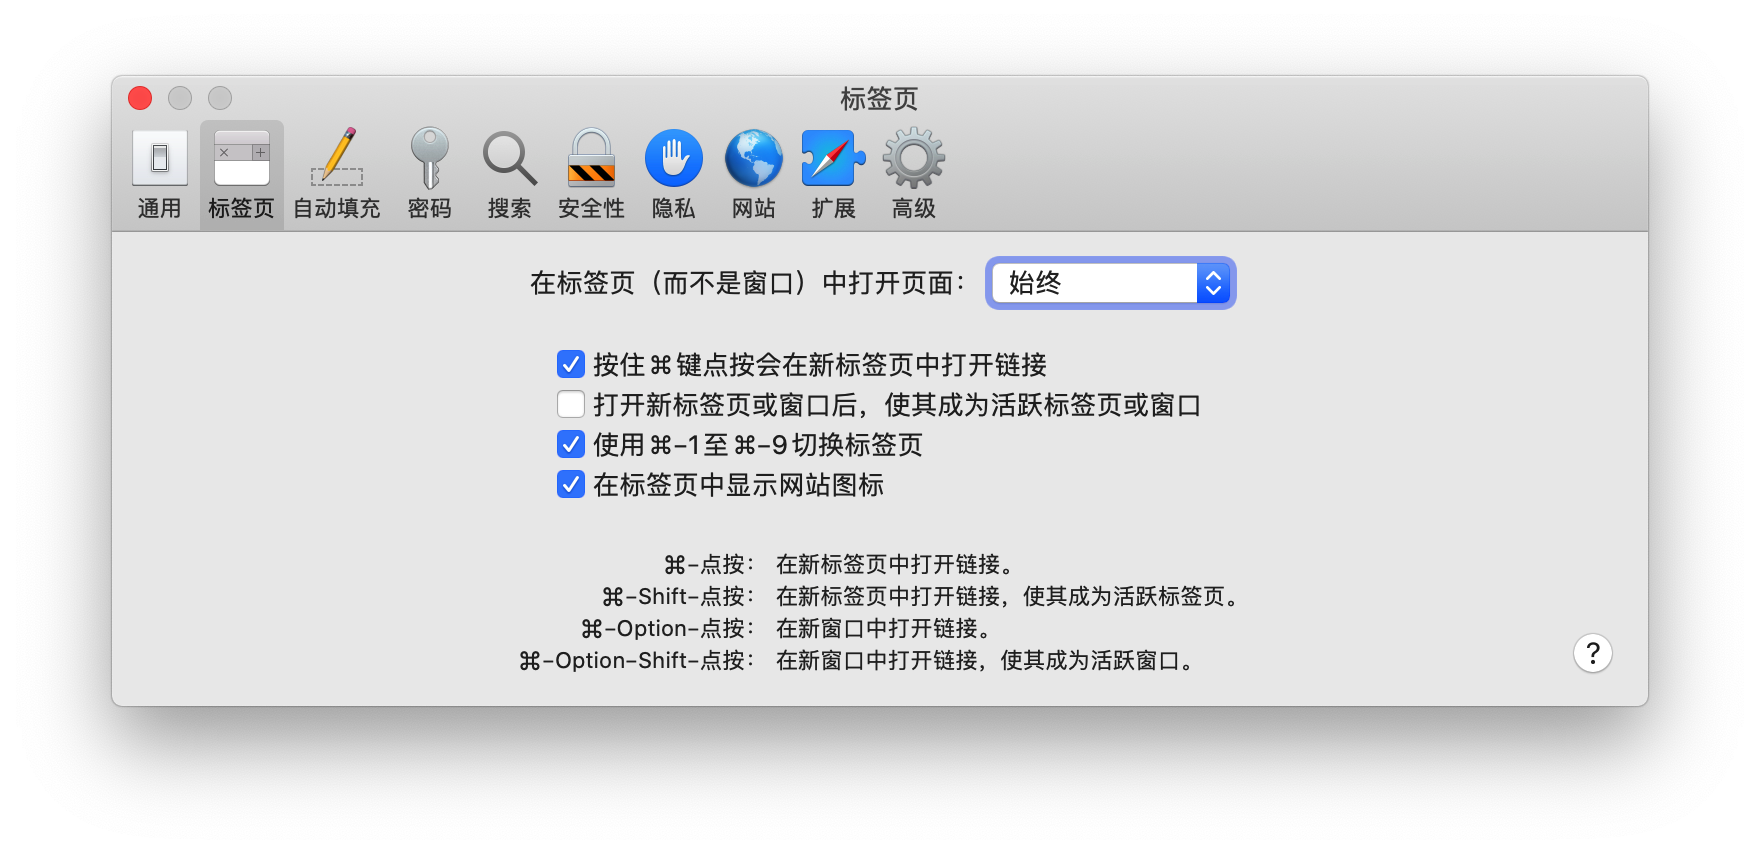 标签页
通用 标签页 自动填充 密码 搜索 安全性 隐私 网站 扩展 高级
在标签页（而不是窗口）中打开页面： 始终
按住⌘键点按会在新标签页中打开链接
打开新标签页或窗口后，使其成为活跃标签页或窗口
使用⌘-1至⌘-9切换标签页
在标签页中显示网站图标
⌘-点按： 在新标签页中打开链接。
⌘-Shift-点按： 在新标签页中打开链接，使其成为活跃标签页。
⌘-Option-点按： 在新窗口中打开链接。
⌘-Option-Shift-点按： 在新窗口中打开链接，使其成为活跃窗口。
?